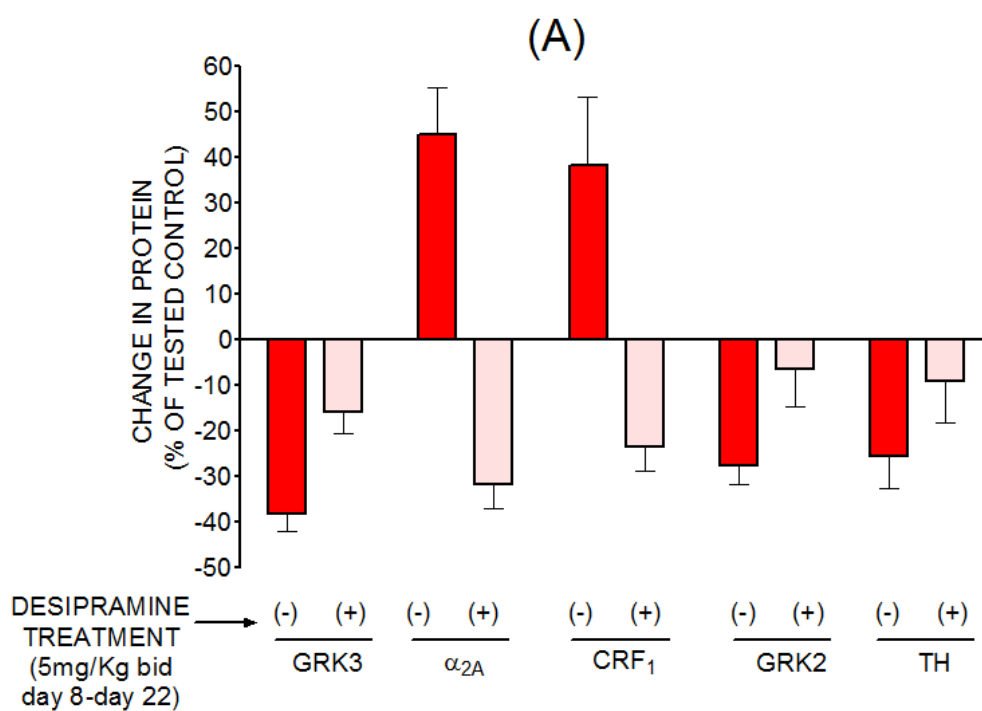 (A)
CHANGE IN PROTEIN
(% OF TESTED CONTROL)
60
50
40
30
20
10
0
-10
-20
-30
-40
-50
DESIPRAMINE
TREATMENT
(5mg/Kg bid
day 8-day 22)
(-) (+) (-) (+) (-) (+) (-) (+) (-) (+)
GRK3 α2A CRF1 GRK2 TH